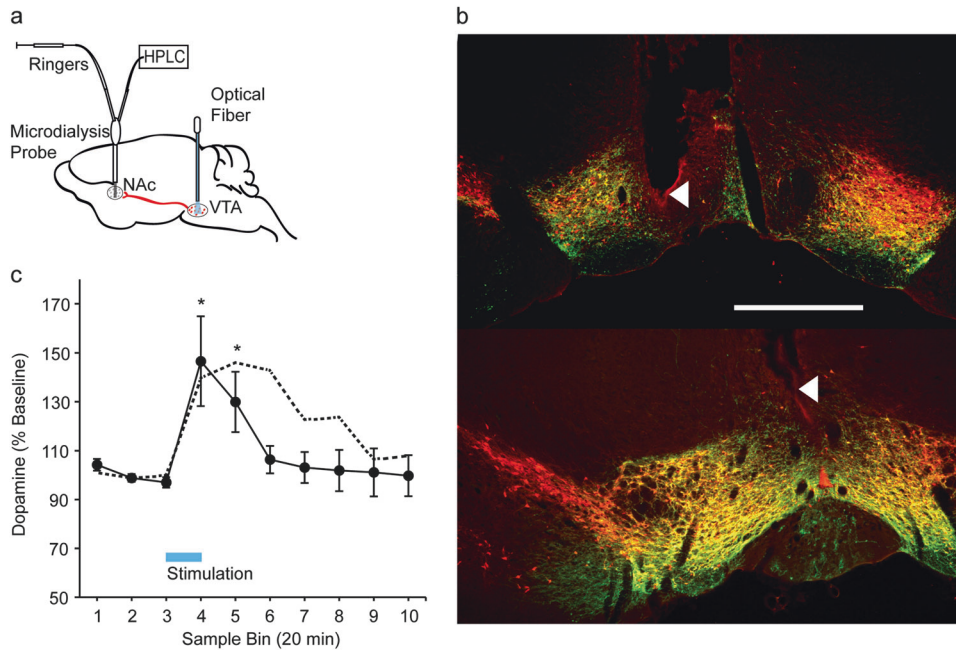 a
Ringers
HPLC
Optical
Fiber
Microdialysis
Probe
NAc
VTA
b
c
Dopamine (% Baseline)
170
150
130
110
90
70
50
*
*
Stimulation
1 2 3 4 5 6 7 8 9 10
Sample Bin (20 min)